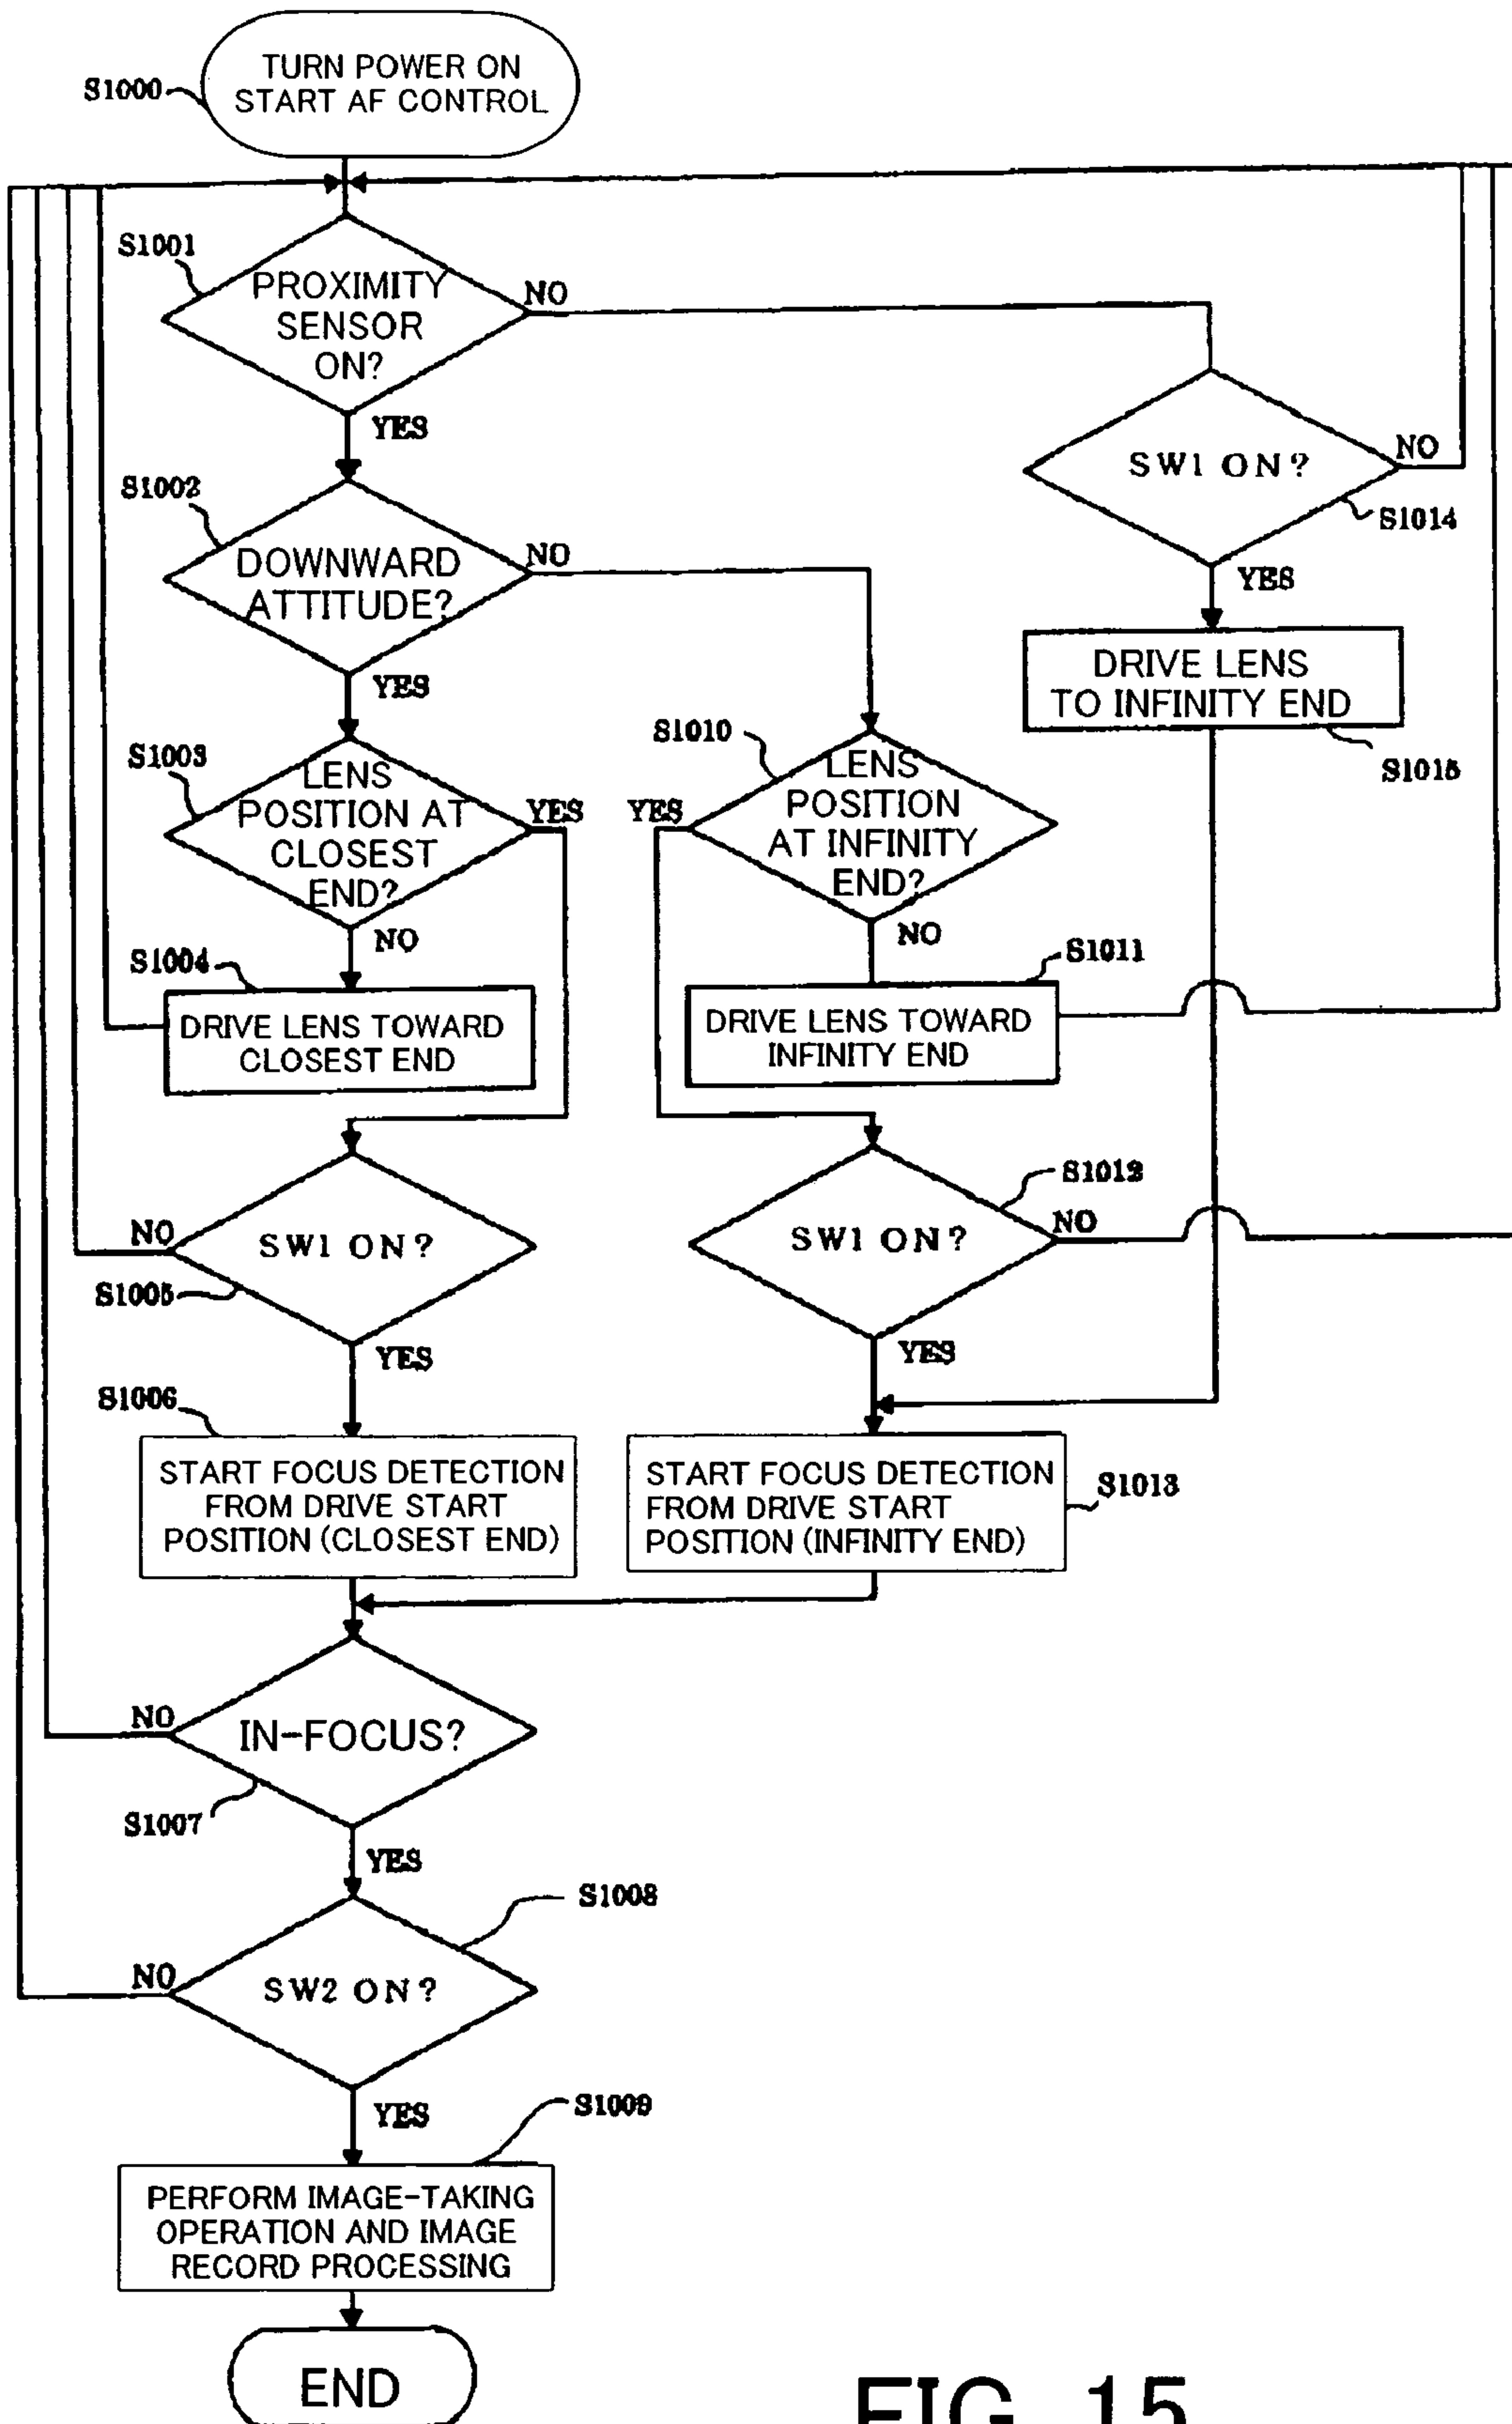 TURN POWER ON
START AF CONTROL
S1000
S1001
PROXIMITY
SENSOR
ON?
NO
YES
SW1 ON?
NO
S1014
YES
S1002
DOWNWARD
ATTITUDE?
NO
YES
DRIVE LENS
TO INFINITY END
S1015
S1003
LENS
POSITION AT
CLOSEST
END?
YES
NO
S1010
LENS
POSITION
AT INFINITY
END?
YES
NO
S1004
DRIVE LENS TOWARD
CLOSEST END
S1011
DRIVE LENS TOWARD
INFINITY END
NO
SW1 ON?
S1005
YES
S1012
SW1 ON?
NO
YES
S1006
START FOCUS DETECTION
FROM DRIVE START
POSITION (CLOSEST END)
START FOCUS DETECTION
FROM DRIVE START
POSITION (INFINITY END)
S1013
NO
IN-FOCUS?
S1007
YES
S1008
NO
SW2 ON?
YES
S1009
PERFORM IMAGE-TAKING
OPERATION AND IMAGE
RECORD PROCESSING
END
FIG. 15